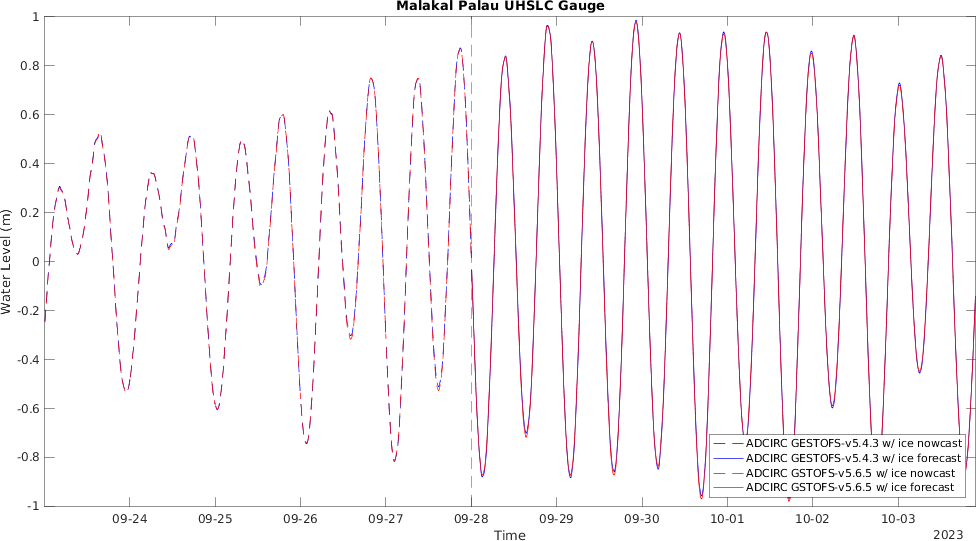 Malakal Palau UHSLC Gauge
1
0.8
0.6
0.4
0.2
0
-0.2
-0.4
-0.6
-0.8
-1
Water Level (m)
ADCIRC GESTOFS-v5.4.3 w/ ice nowcast
ADCIRC GESTOFS-v5.4.3 w/ ice forecast
ADCIRC GSTOFS-v5.6.5 w/ ice nowcast
ADCIRC GSTOFS-v5.6.5 w/ ice forecast
09-24 09-25 09-26 09-27 09-28 09-29 09-30 10-01 10-02 10-03
Time
2023